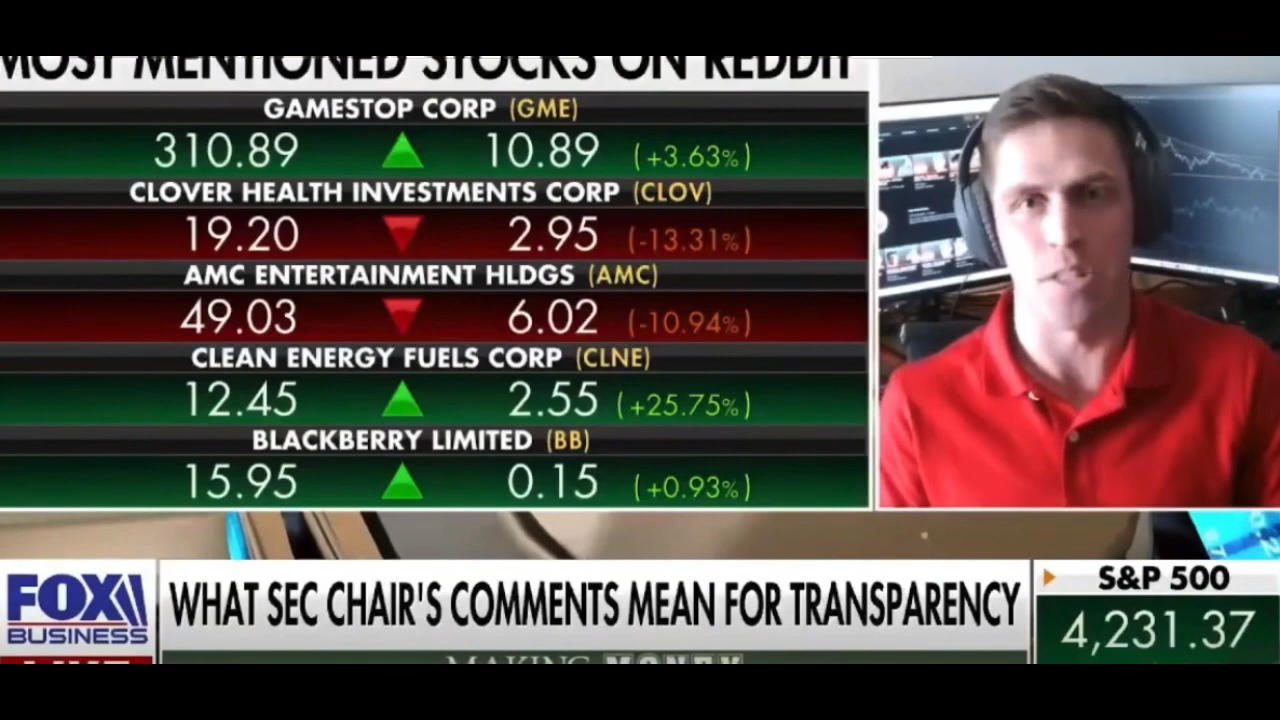 MOST MENTIONED STOCKS ON REDDIT
GAMESTOP CORP (GME)
310.89 ▲ 10.89 (+3.63%)
CLOVER HEALTH INVESTMENTS CORP (CLOV)
19.20 ▼ 2.95 (-13.31%)
AMC ENTERTAINMENT HLDGS (AMC)
49.03 ▼ 6.02 (-10.94%)
CLEAN ENERGY FUELS CORP (CLNE)
12.45 ▲ 2.55 (+25.75%)
BLACKBERRY LIMITED (BB)
15.95 ▲ 0.15 (+0.93%)
FOX
BUSINESS
LIVE
WHAT SEC CHAIR'S COMMENTS MEAN FOR TRANSPARENCY
MAKING MONEY
S&P 500
4,231.37